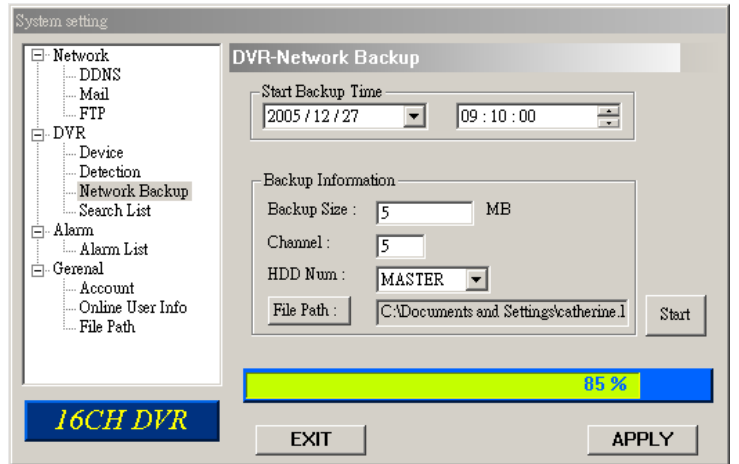 System setting
Network
DDNS
Mail
FTP
DVR
Device
Detection
Network Backup
Search List
Alarm
Alarm List
Gerenal
Account
Online User Info
File Path
16CH DVR
DVR-Network Backup
Start Backup Time
2005 / 12 / 27 09 : 10 : 00
Backup Information
Backup Size : 5 MB
Channel : 5
HDD Num : MASTER
File Path : C:\Documents and Settings\catherine.l
Start
85 %
EXIT APPLY